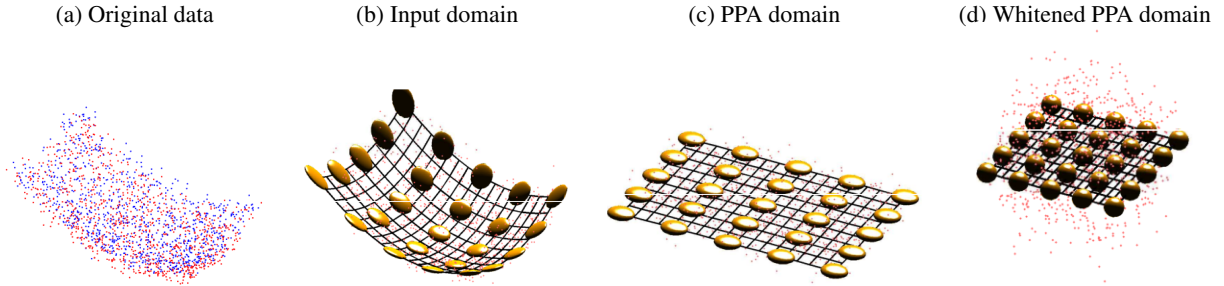 (a) Original data
(b) Input domain
(c) PPA domain
(d) Whitened PPA domain